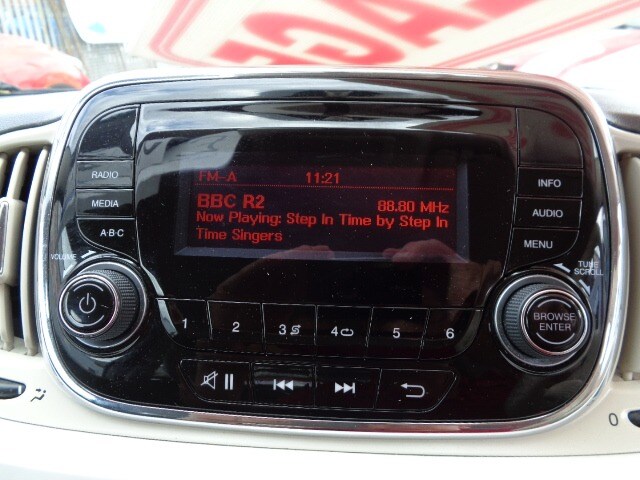 FM-A 11:21
RADIO
INFO
BBC R2 88.80 MHz
MEDIA
Now Playing: Step In Time by Step In
AUDIO
A·B·C
Time Singers
MENU
VOLUME
TUNE
SCROLL
BROWSE
ENTER
1 2 3 4 5 6
0